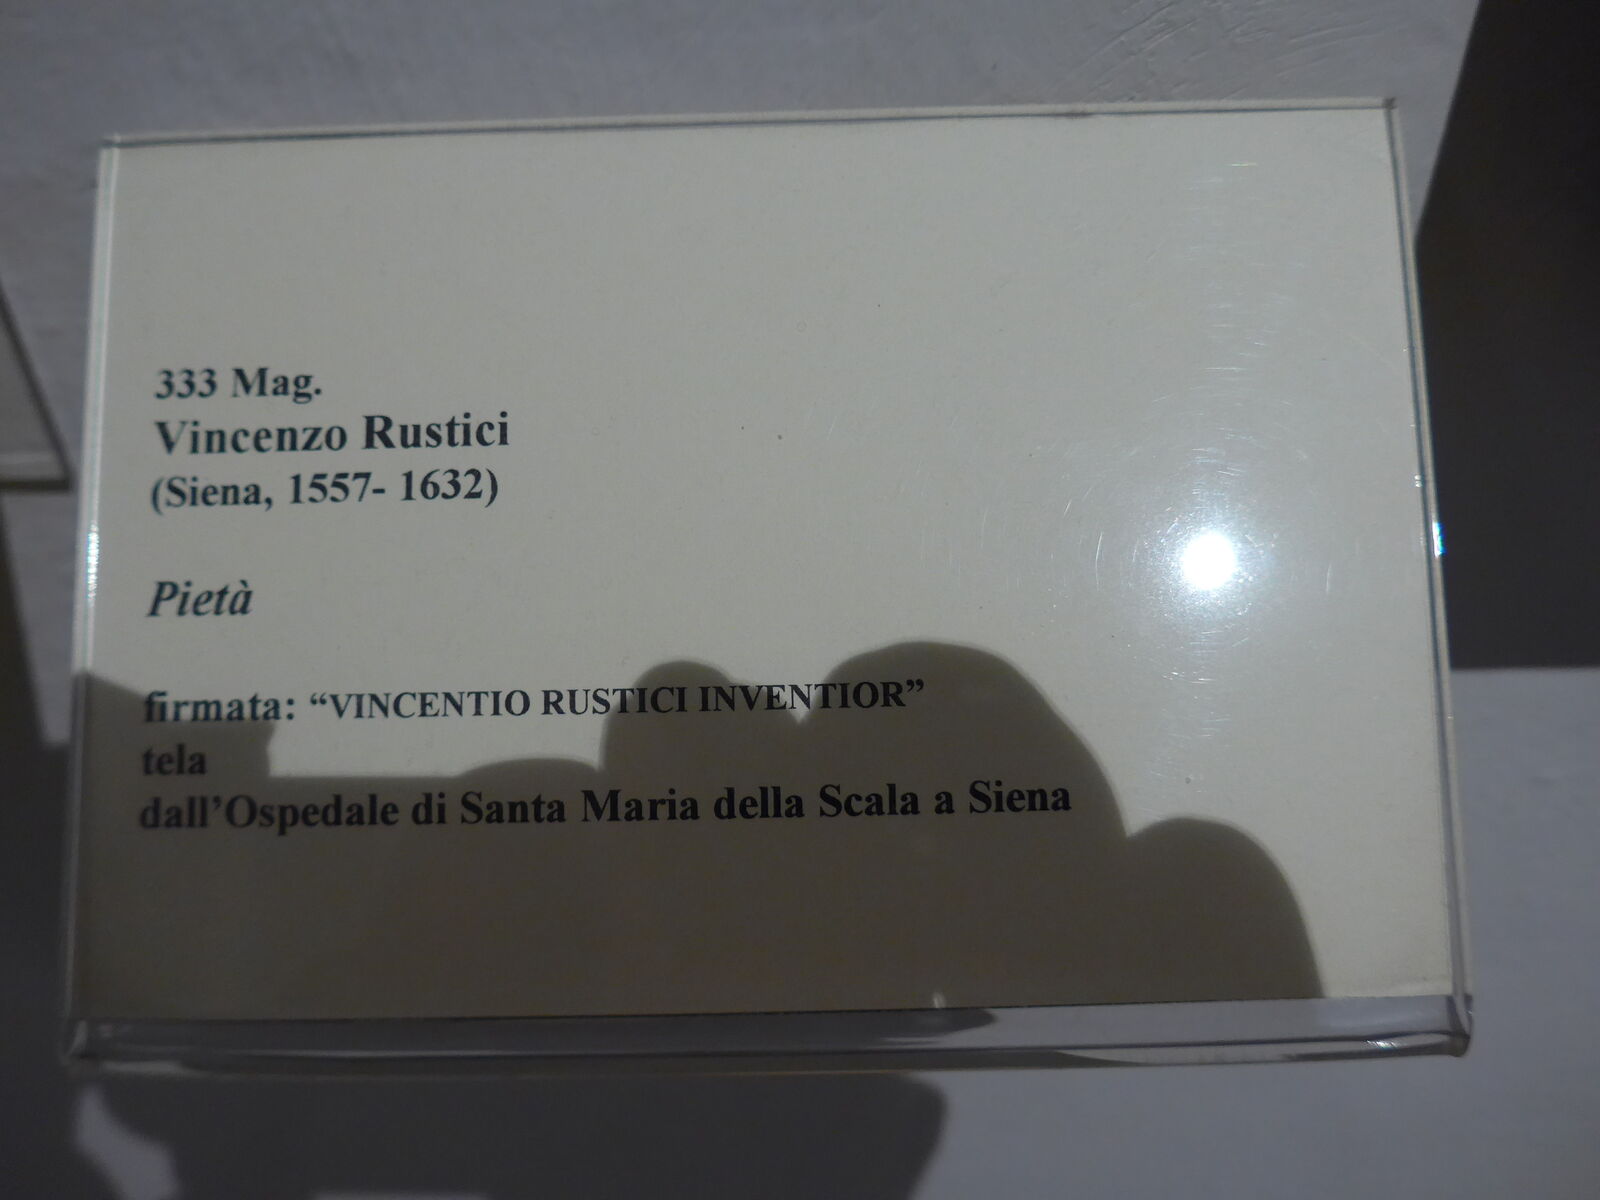 333 Mag.
Vincenzo Rustici
(Siena, 1557- 1632)
Pietà
firmata: “VINCENTIO RUSTICI INVENTIOR”
tela
dall’Ospedale di Santa Maria della Scala a Siena